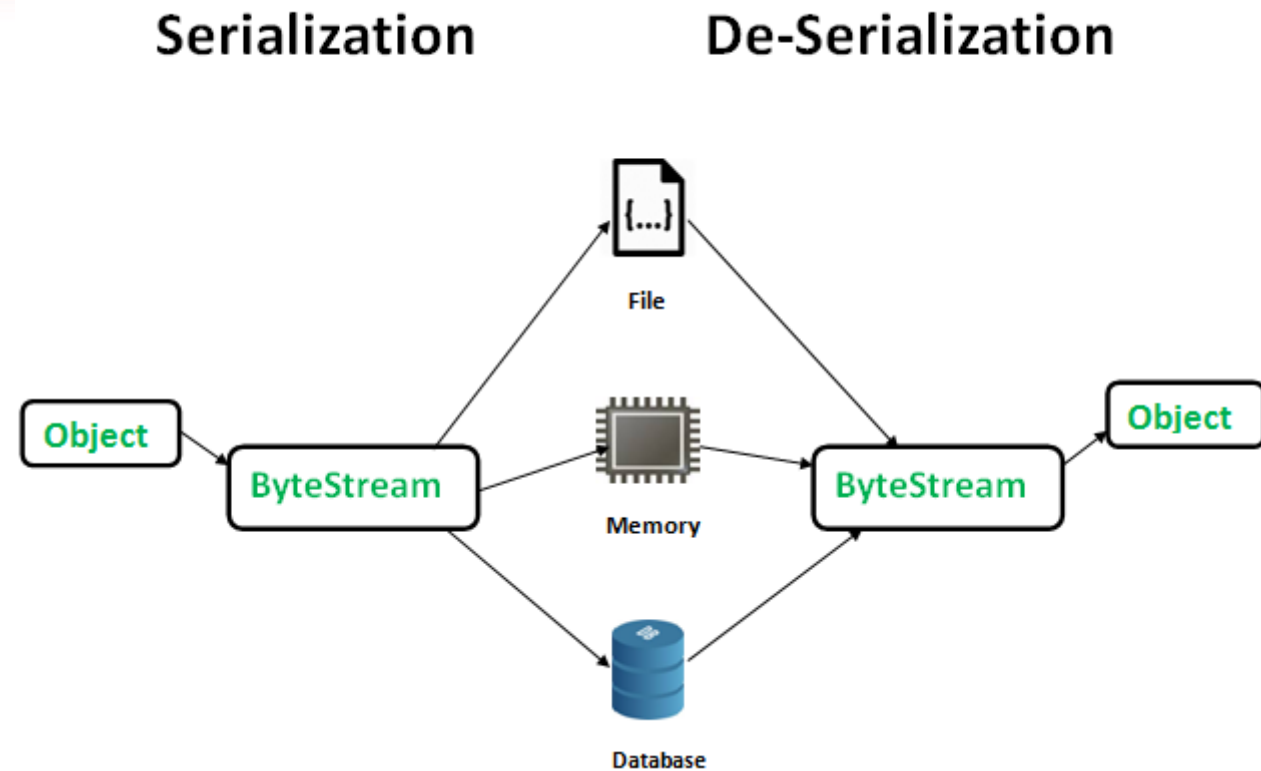 Serialization
De-Serialization
{...}
File
Object
ByteStream
Memory
ByteStream
Object
Database